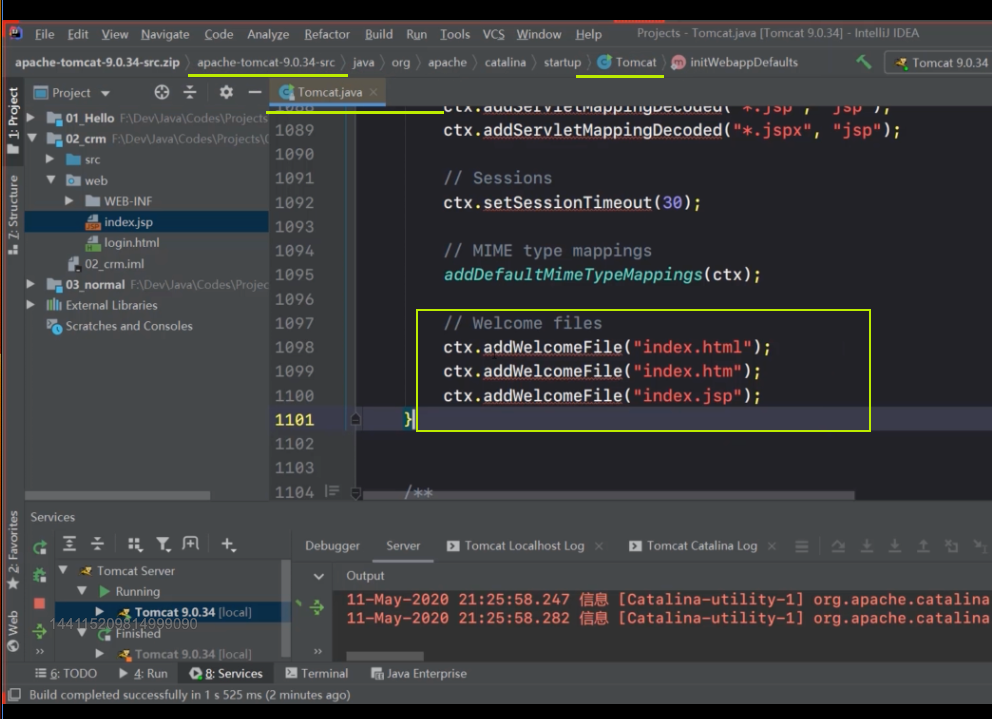 File Edit View Navigate Code Analyze Refactor Build Run Tools VCS Window Help Projects - Tomcat.java [Tomcat 9.0.34] - IntelliJ IDEA
apache-tomcat-9.0.34-src.zip apache-tomcat-9.0.34-src java org apache catalina startup Tomcat initWebappDefaults Tomcat 9.0.34
1: Project
Project
Tomcat.java
01_Hello F:\Dev\Java\Codes\Projects
02_crm F:\Dev\Java\Codes\Projects\
src
web
WEB-INF
index.jsp
login.html
02_crm.iml
03_normal F:\Dev\Java\Codes\Projec
External Libraries
Scratches and Consoles
Z: Structure
1088 ctx.addServletMappingDecoded("*.jsp", "jsp");
1089 ctx.addServletMappingDecoded("*.jspx", "jsp");
1090
1091 // Sessions
1092 ctx.setSessionTimeout(30);
1093
1094 // MIME type mappings
1095 addDefaultMimeTypeMappings(ctx);
1096
1097 // Welcome files
1098 ctx.addWelcomeFile("index.html");
1099 ctx.addWelcomeFile("index.htm");
1100 ctx.addWelcomeFile("index.jsp");
1101 }
1102
1103
1104 /**
Services
2: Favorites
Web
Debugger Server Tomcat Localhost Log Tomcat Catalina Log
Tomcat Server
Running
Tomcat 9.0.34 [local]
144115209814999090
Finished
Tomcat 9.0.34 [local]
Output
11-May-2020 21:25:58.247 信息 [Catalina-utility-1] org.apache.catalina
11-May-2020 21:25:58.282 信息 [Catalina-utility-1] org.apache.catalina
6: TODO 4: Run 8: Services Terminal Java Enterprise
Build completed successfully in 1 s 525 ms (2 minutes ago)